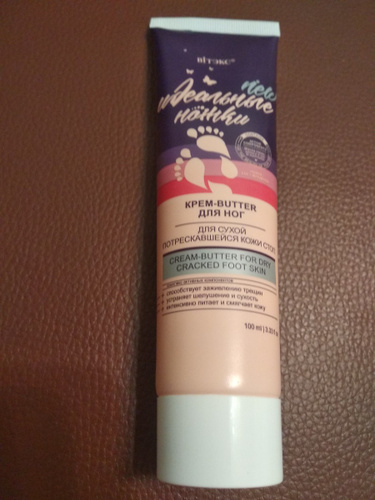 ВIТЭКС®
new
идеальные
ножки
КРЕМ-BUTTER
ДЛЯ НОГ
ДЛЯ СУХОЙ
ПОТРЕСКАВШЕЙСЯ КОЖИ СТОП
CREAM-BUTTER FOR DRY
CRACKED FOOT SKIN
способствует заживлению трещин
устраняет шелушение и сухость
интенсивно питает и смягчает кожу
100 ml